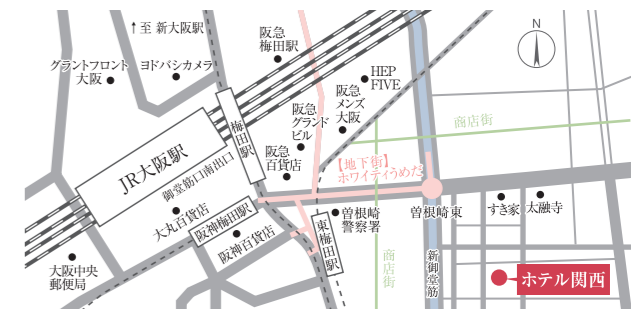 ↑至 新大阪駅
N
阪急
梅田駅
グランドフロント
大阪
ヨドバシカメラ
HEP
FIVE
阪急
メンズ
大阪
阪急
グランド
ビル
商店街
梅田駅
JR大阪駅
御堂筋口南出口
阪急
百貨店
【地下街】
ホワイティうめだ
大丸百貨店
阪神梅田駅
阪神百貨店
東梅田駅
曽根崎
警察署
曽根崎東
すき家
太融寺
大阪中央
郵便局
商店街
新御堂筋
ホテル関西